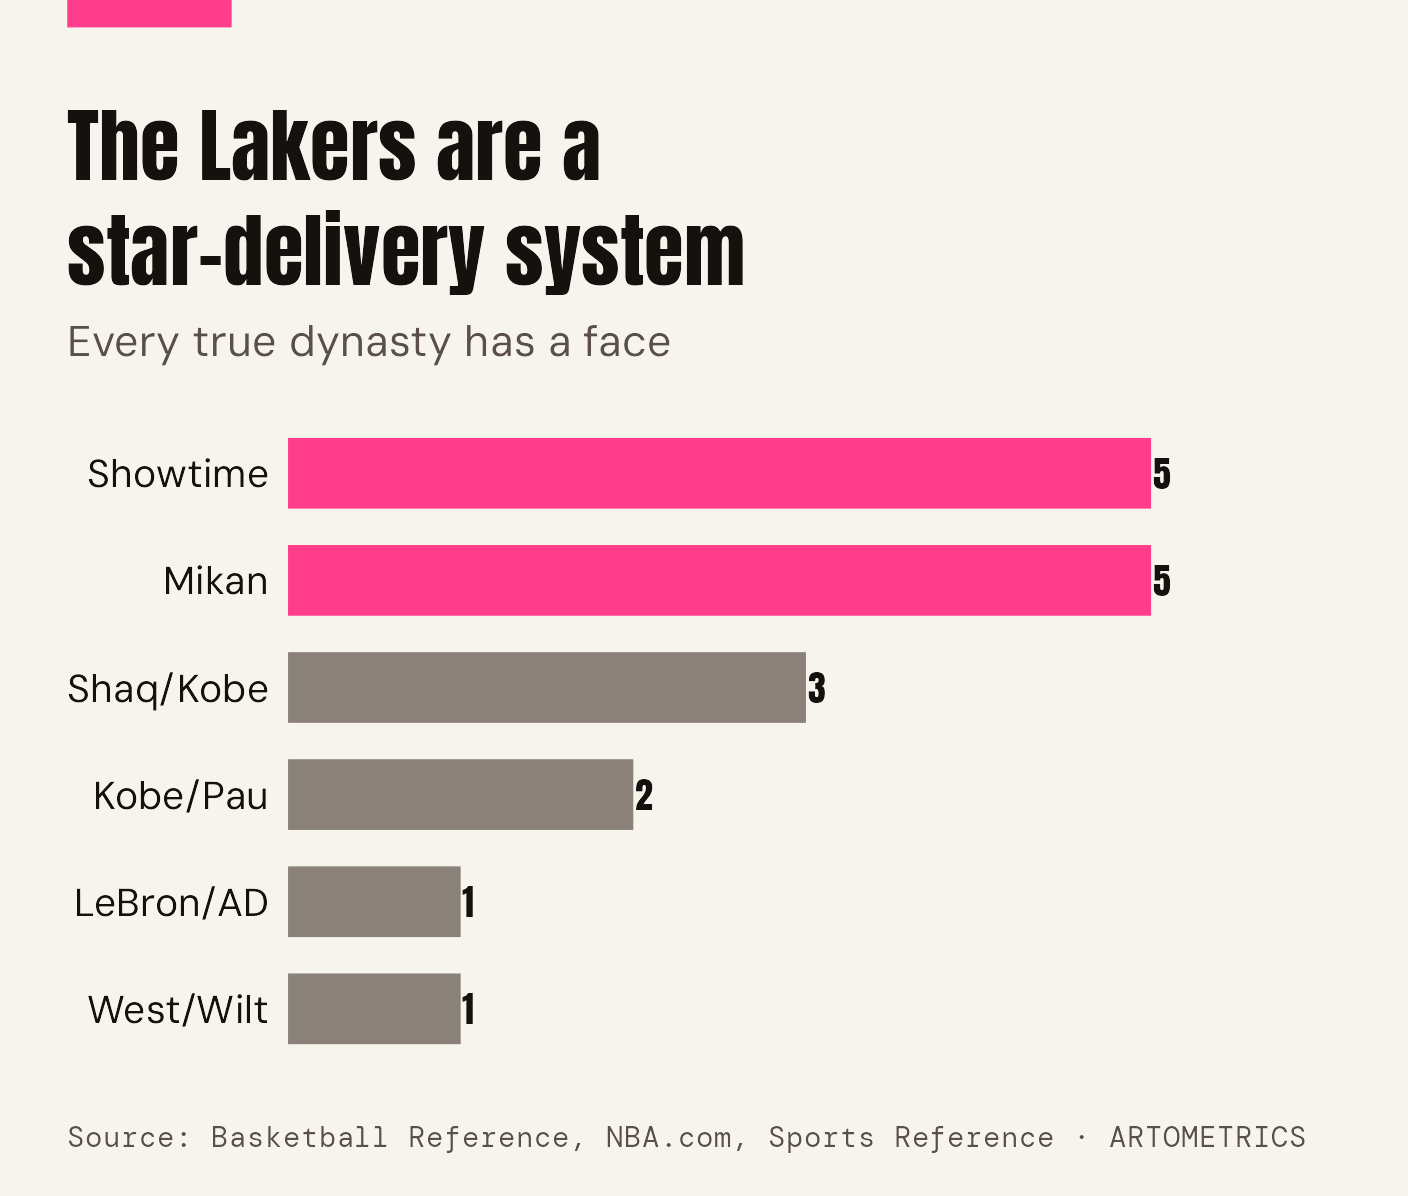 The Lakers are a
star-delivery system
Every true dynasty has a face
Showtime 5
Mikan 5
Shaq/Kobe 3
Kobe/Pau 2
LeBron/AD 1
West/Wilt 1
Source: Basketball Reference, NBA.com, Sports Reference · ARTOMETRICS